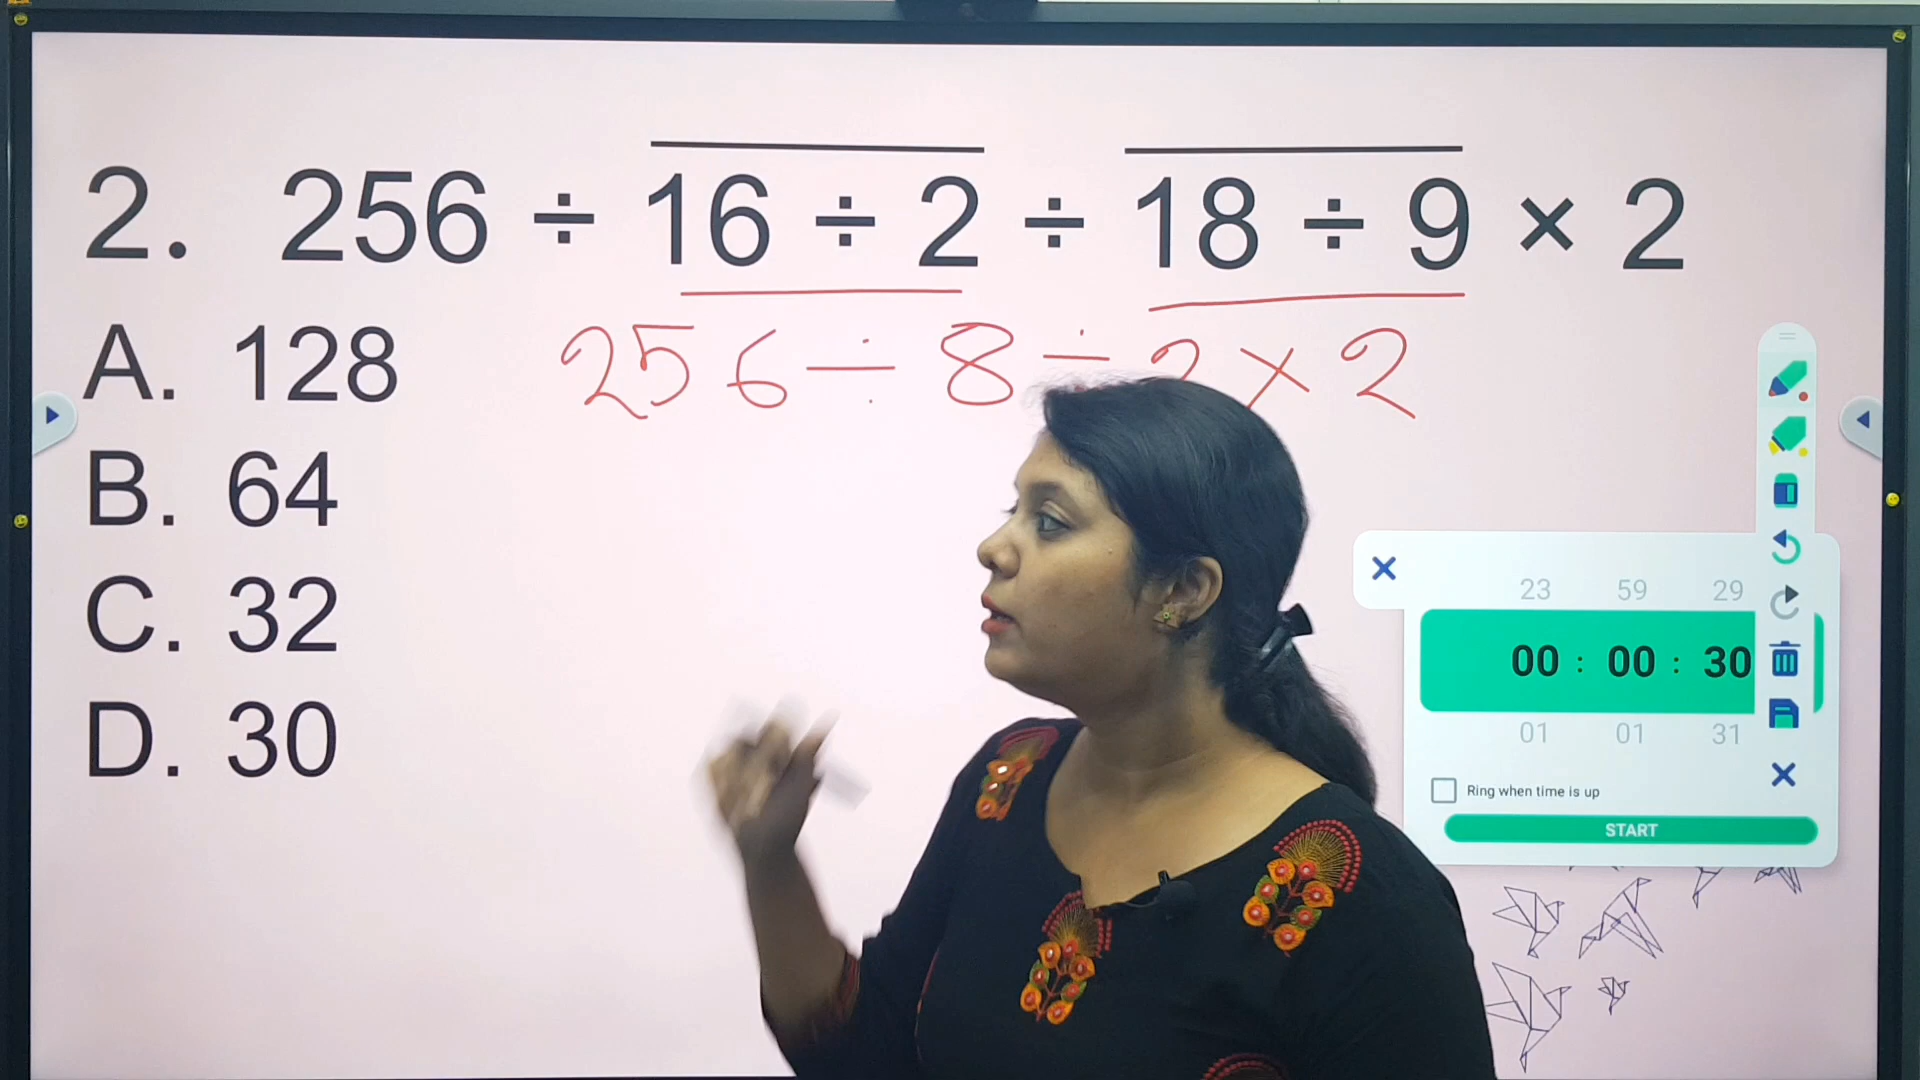 2. 256 ÷ 16 ÷ 2 ÷ 18 ÷ 9 × 2
256 ÷ 8 ÷ 2 × 2
A. 128
B. 64
C. 32
D. 30
23 59 29
00 : 00 : 30
01 01 31
Ring when time is up
START